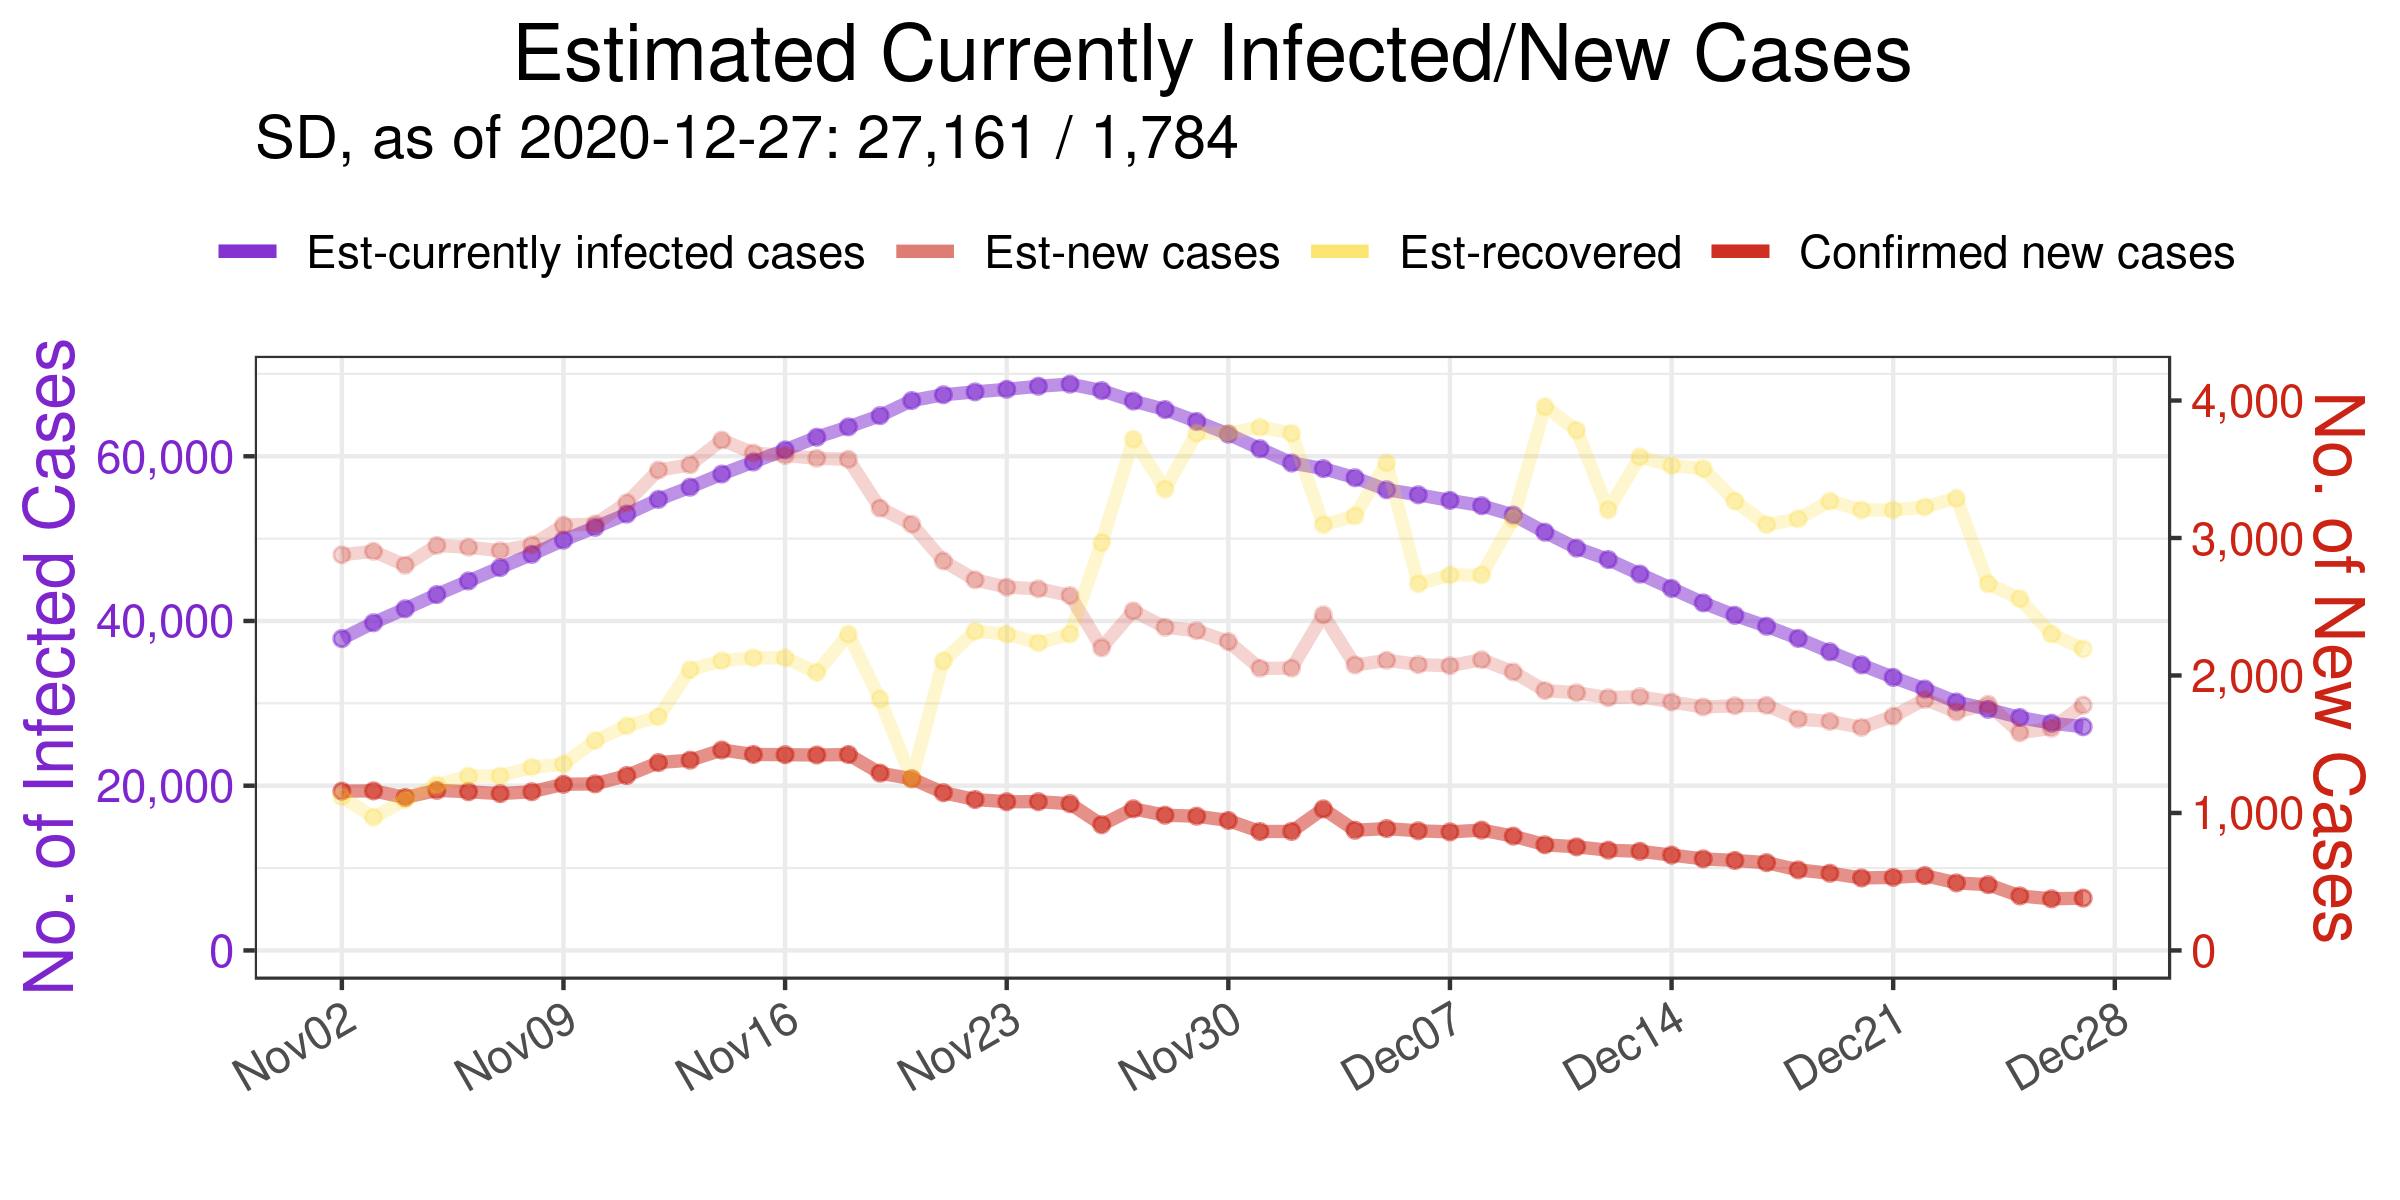 Estimated Currently Infected/New Cases
SD, as of 2020-12-27: 27,161 / 1,784
Est-currently infected cases Est-new cases Est-recovered Confirmed new cases
No. of Infected Cases
60,000
40,000
20,000
0
4,000
3,000
2,000
1,000
0
No. of New Cases
Nov02 Nov09 Nov16 Nov23 Nov30 Dec07 Dec14 Dec21 Dec28